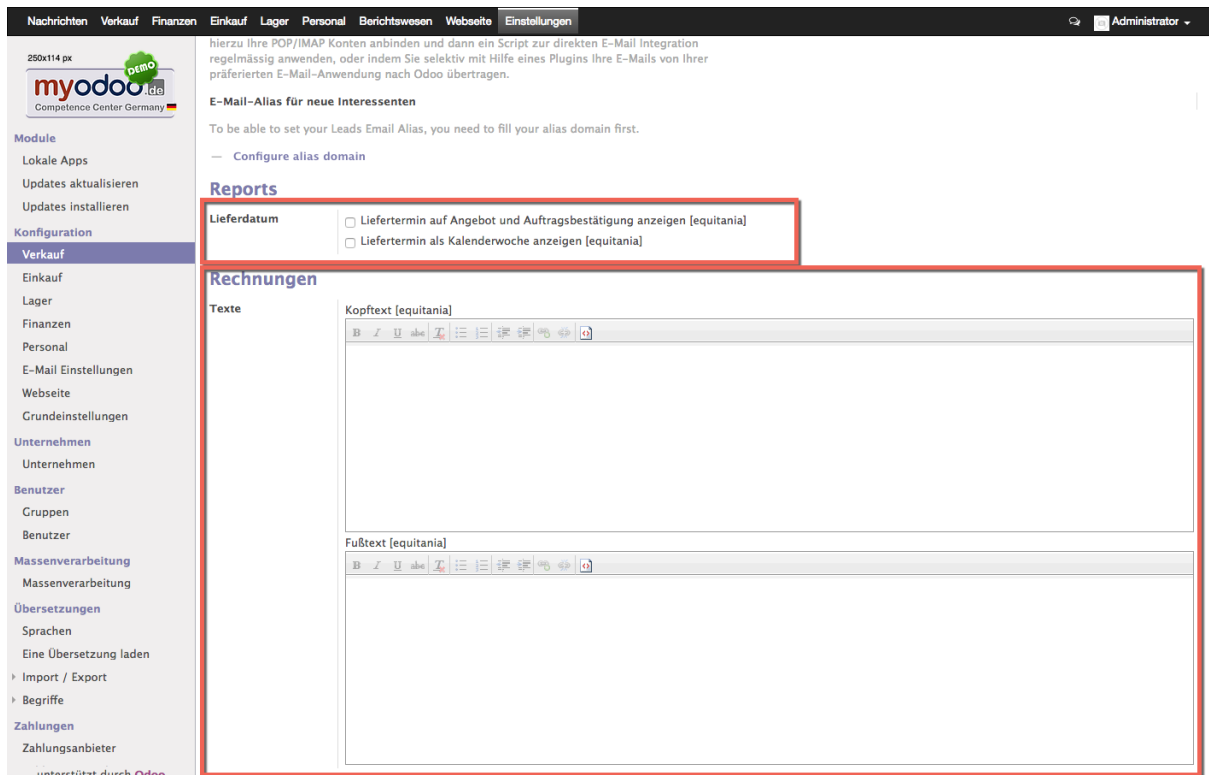 Nachrichten Verkauf Finanzen Einkauf Lager Personal Berichtswesen Webseite Einstellungen Administrator
250x114 px
DEMO
myodoo.de
Competence Center Germany
Module
Lokale Apps
Updates aktualisieren
Updates installieren
Konfiguration
Verkauf
Einkauf
Lager
Finanzen
Personal
E-Mail Einstellungen
Webseite
Grundeinstellungen
Unternehmen
Unternehmen
Benutzer
Gruppen
Benutzer
Massenverarbeitung
Massenverarbeitung
Übersetzungen
Sprachen
Eine Übersetzung laden
Import / Export
Begriffe
Zahlungen
Zahlungsanbieter
unterstützt durch Odoo
hierzu Ihre POP/IMAP Konten anbinden und dann ein Script zur direkten E-Mail Integration
regelmässig anwenden, oder indem Sie selektiv mit Hilfe eines Plugins Ihre E-Mails von Ihrer
präferierten E-Mail-Anwendung nach Odoo übertragen.
E-Mail-Alias für neue Interessenten
To be able to set your Leads Email Alias, you need to fill your alias domain first.
— Configure alias domain
Reports
Lieferdatum
Liefertermin auf Angebot und Auftragsbestätigung anzeigen [equitania]
Liefertermin als Kalenderwoche anzeigen [equitania]
Rechnungen
Texte
Kopftext [equitania]
B I U abc T
Fußtext [equitania]
B I U abc T